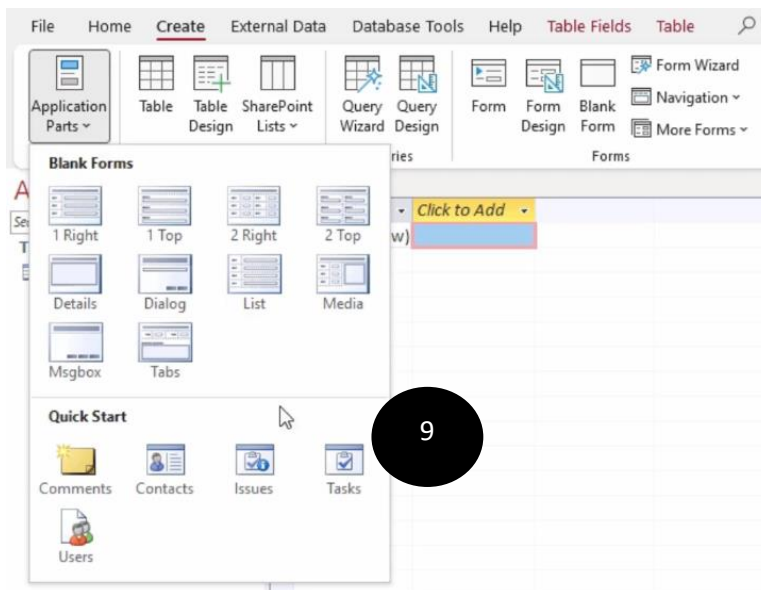 File Home Create External Data Database Tools Help Table Fields Table
Application Parts
Table
Table Design
SharePoint Lists
Query Wizard
Query Design
Form
Form Design
Blank Form
Form Wizard
Navigation
More Forms
ries
Forms
Blank Forms
1 Right 1 Top 2 Right 2 Top
Details Dialog List Media
Msgbox Tabs
Quick Start
Comments Contacts Issues Tasks
Users
A
Se
T
Click to Add
w)
9